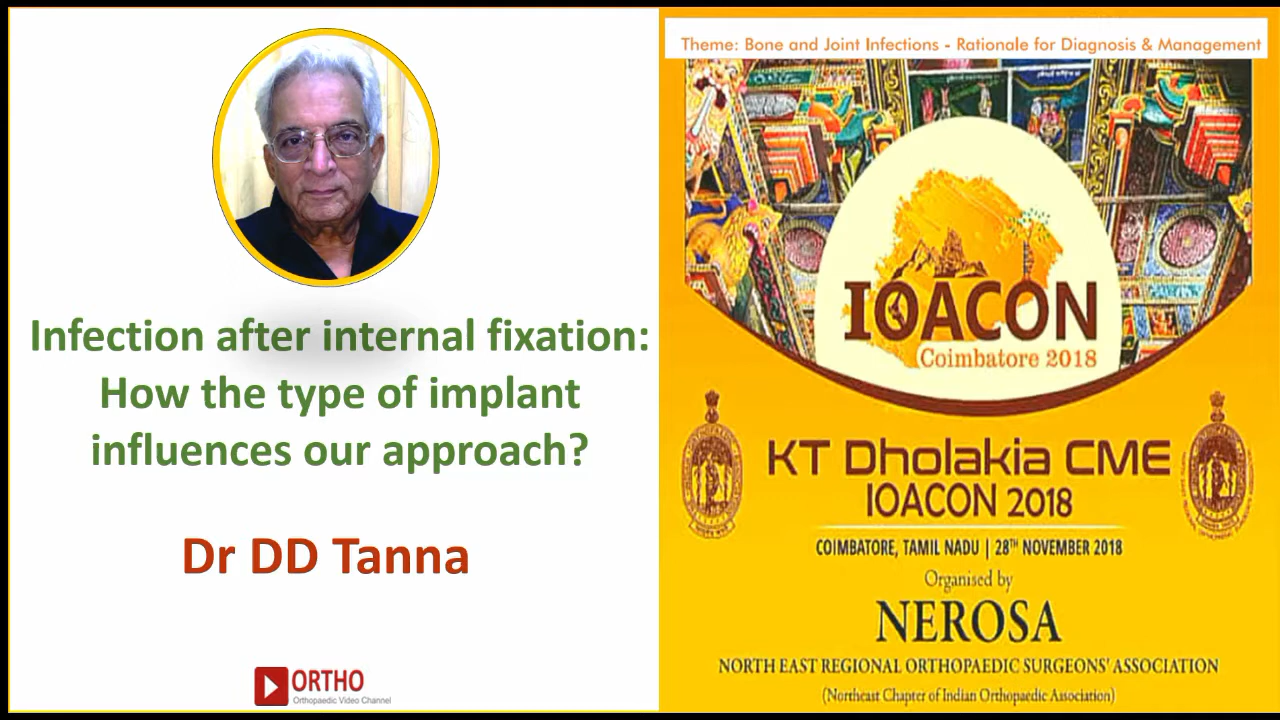 Infection after internal fixation:
How the type of implant
influences our approach?
Dr DD Tanna
ORTHO
Orthopaedic Video Channel
Theme: Bone and Joint Infections - Rationale for Diagnosis & Management
IOACON
Coimbatore 2018
KT Dholakia CME
IOACON 2018
COIMBATORE, TAMIL NADU | 28TH NOVEMBER 2018
Organised by
NEROSA
NORTH EAST REGIONAL ORTHOPAEDIC SURGEONS' ASSOCIATION
(Northeast Chapter of Indian Orthopaedic Association)